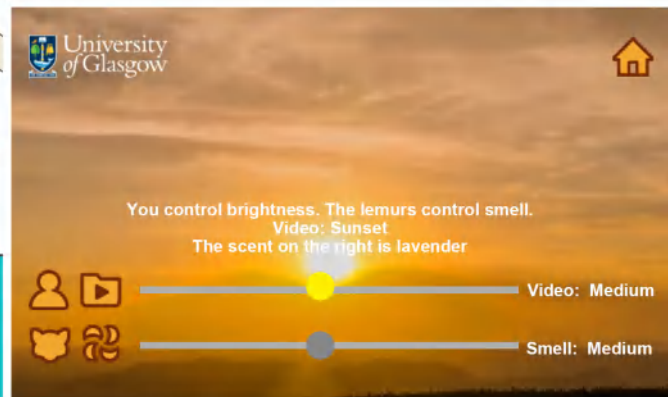 University
of Glasgow
You control brightness. The lemurs control smell.
Video: Sunset
The scent on the right is lavender
Video: Medium
Smell: Medium